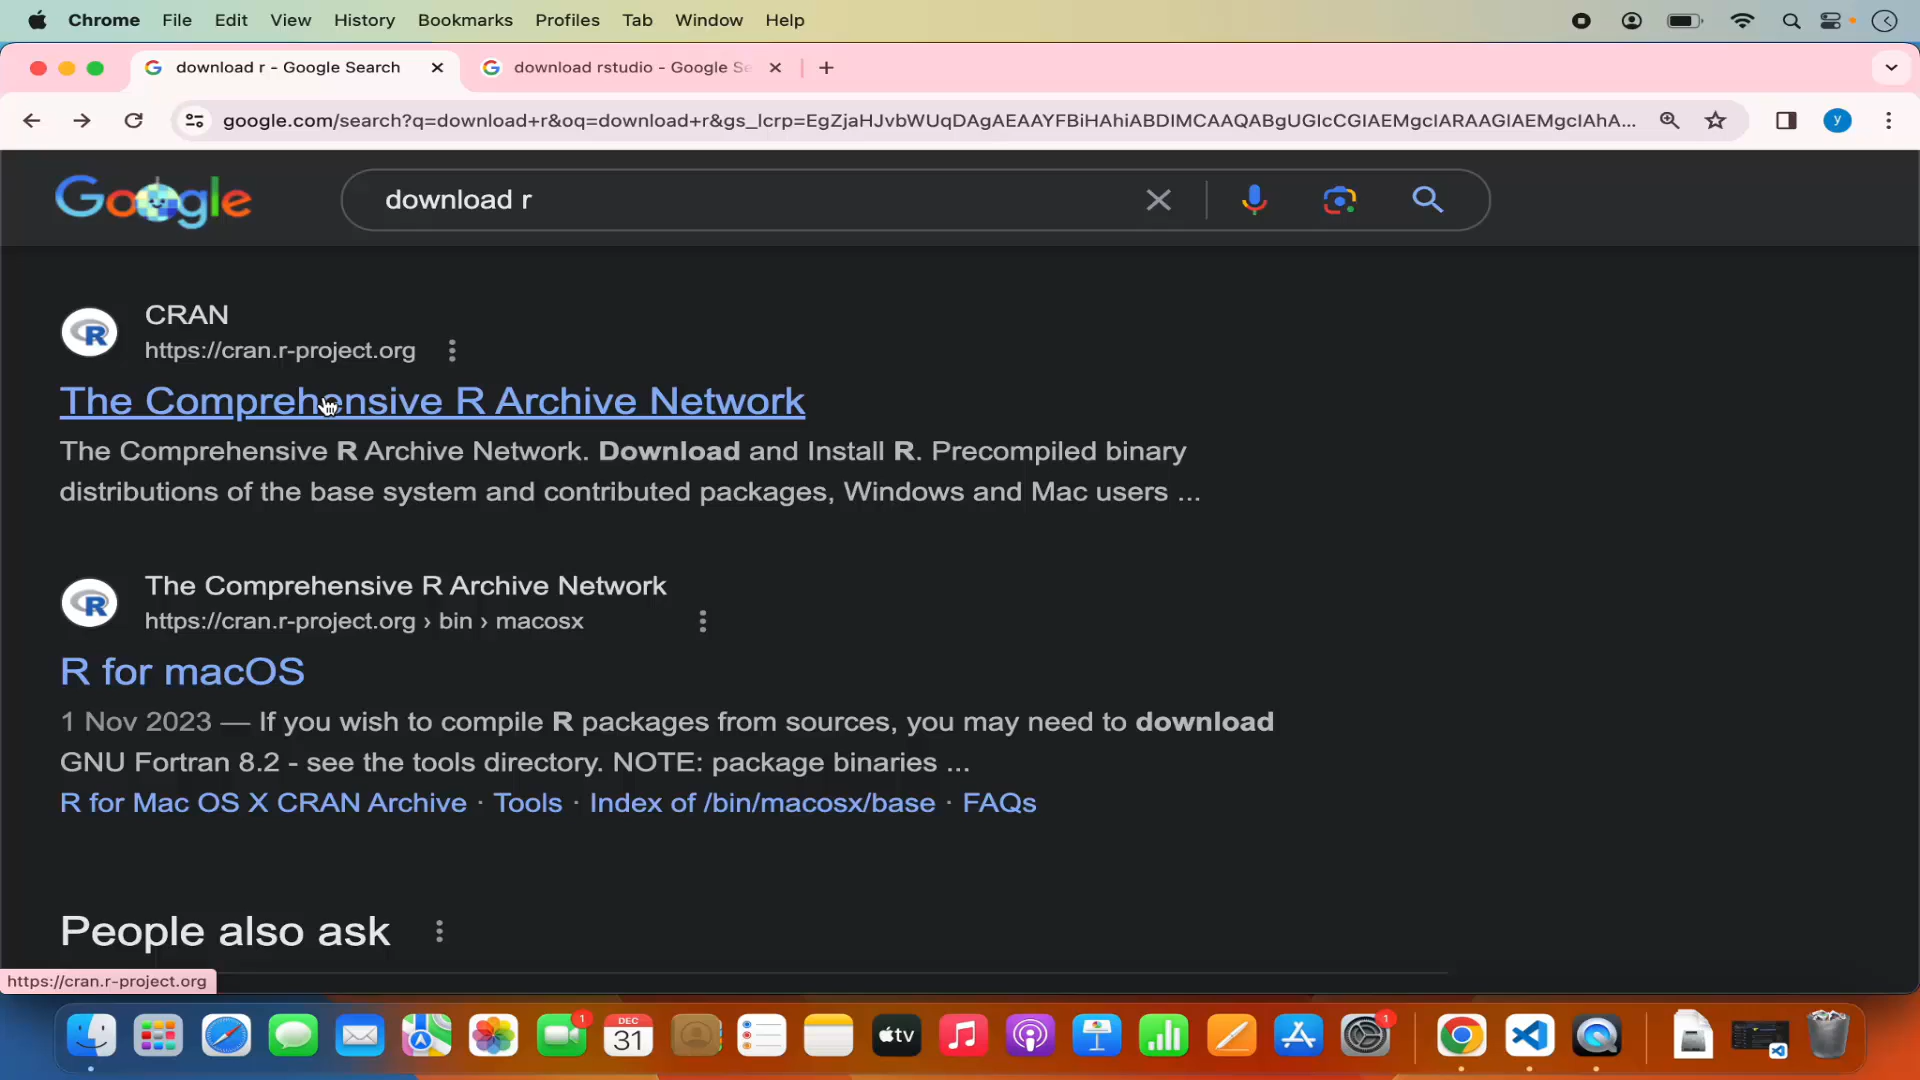 Chrome File Edit View History Bookmarks Profiles Tab Window Help
download r - Google Search
download rstudio - Google Se
google.com/search?q=download+r&oq=download+r&gs_lcrp=EgZjaHJvbWUqDAgAEAAYFBiHAhiABDIMCAAQABgUGIcCGIAEMgcIARAAGIAEMgcIAhA...
y
Google
download r
CRAN
https://cran.r-project.org
The Comprehensive R Archive Network
The Comprehensive R Archive Network. Download and Install R. Precompiled binary
distributions of the base system and contributed packages, Windows and Mac users ...
The Comprehensive R Archive Network
https://cran.r-project.org › bin › macosx
R for macOS
1 Nov 2023 — If you wish to compile R packages from sources, you may need to download
GNU Fortran 8.2 - see the tools directory. NOTE: package binaries ...
R for Mac OS X CRAN Archive · Tools · Index of /bin/macosx/base · FAQs
People also ask
https://cran.r-project.org
1
DEC
31
tv
1